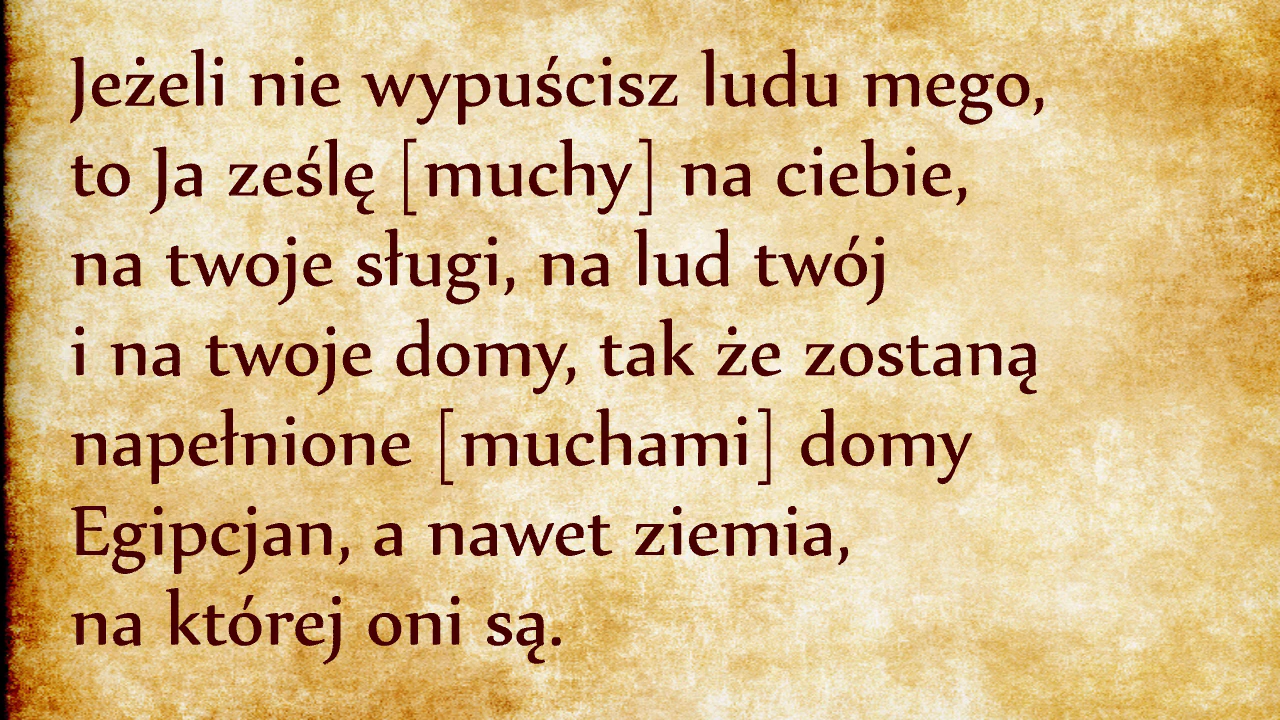 Jeżeli nie wypuścisz ludu mego,
to Ja ześlę [muchy] na ciebie,
na twoje sługi, na lud twój
i na twoje domy, tak że zostaną
napełnione [muchami] domy
Egipcjan, a nawet ziemia,
na której oni są.